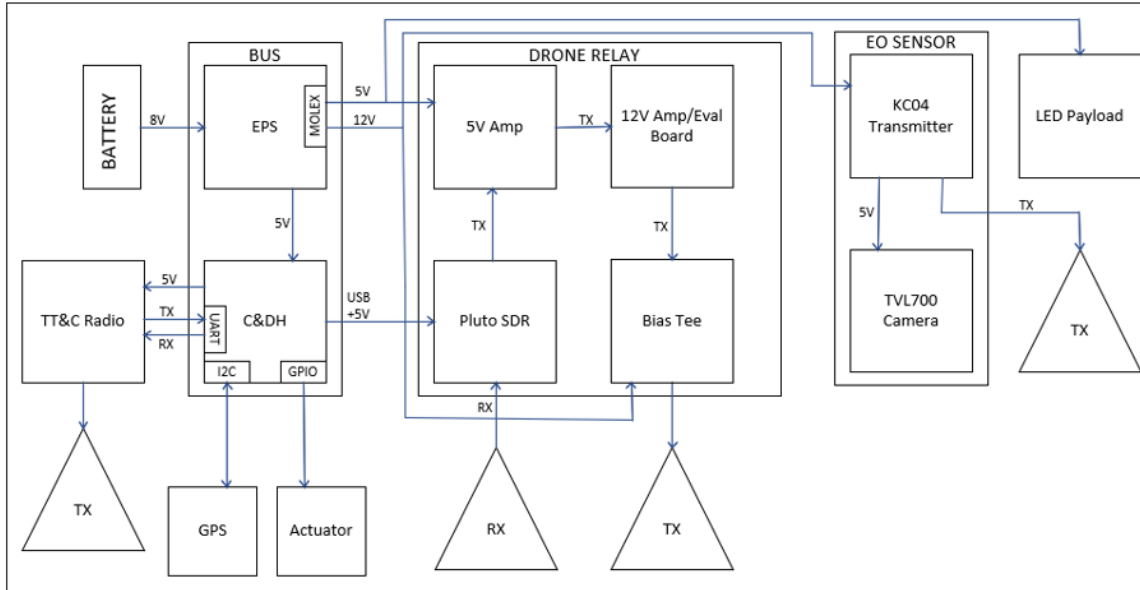 BUS
DRONE RELAY
EO SENSOR
BATTERY
8V
EPS
MOLEX
5V
12V
5V Amp
TX
12V Amp/Eval
Board
KC04
Transmitter
LED Payload
5V
TX
TX
5V
TX
TT&C Radio
5V
TX
RX
UART
C&DH
I2C
GPIO
USB
+5V
Pluto SDR
Bias Tee
TVL700
Camera
TX
RX
TX
GPS
Actuator
RX
TX